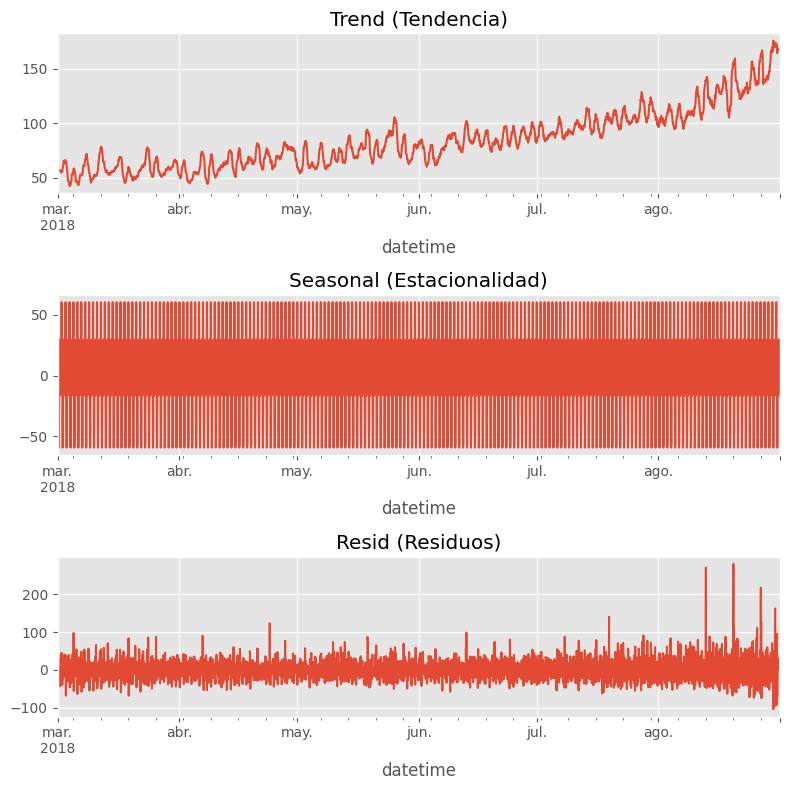 Trend (Tendencia)
150
100
50
mar.
2018
abr.
may.
jun.
jul.
ago.
datetime
Seasonal (Estacionalidad)
50
0
−50
mar.
2018
abr.
may.
jun.
jul.
ago.
datetime
Resid (Residuos)
200
100
0
−100
mar.
2018
abr.
may.
jun.
jul.
ago.
datetime